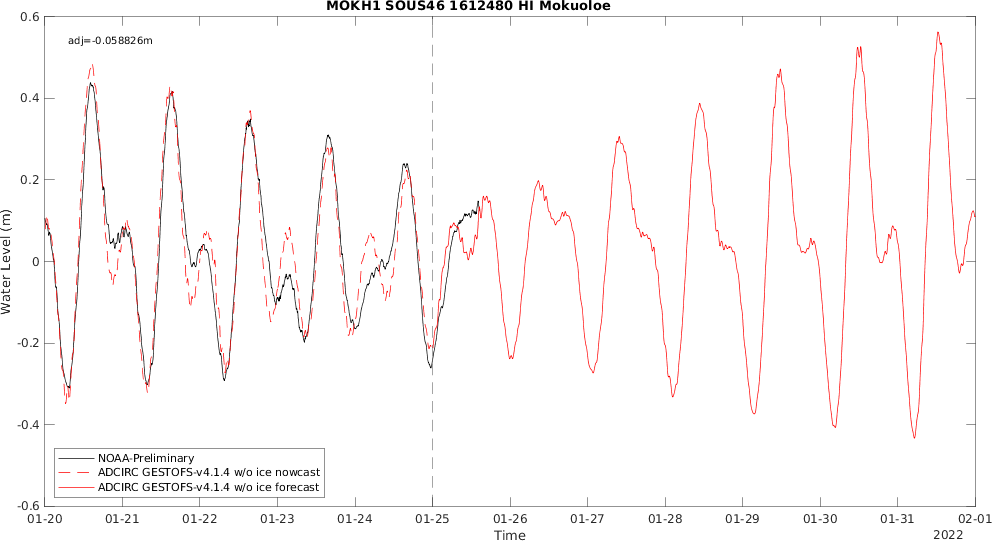 MOKH1 SOUS46 1612480 HI Mokuoloe
adj=-0.058826m
0.6
0.4
0.2
0
-0.2
-0.4
-0.6
Water Level (m)
NOAA-Preliminary
ADCIRC GESTOFS-v4.1.4 w/o ice nowcast
ADCIRC GESTOFS-v4.1.4 w/o ice forecast
01-20 01-21 01-22 01-23 01-24 01-25 01-26 01-27 01-28 01-29 01-30 01-31 02-01
Time
2022